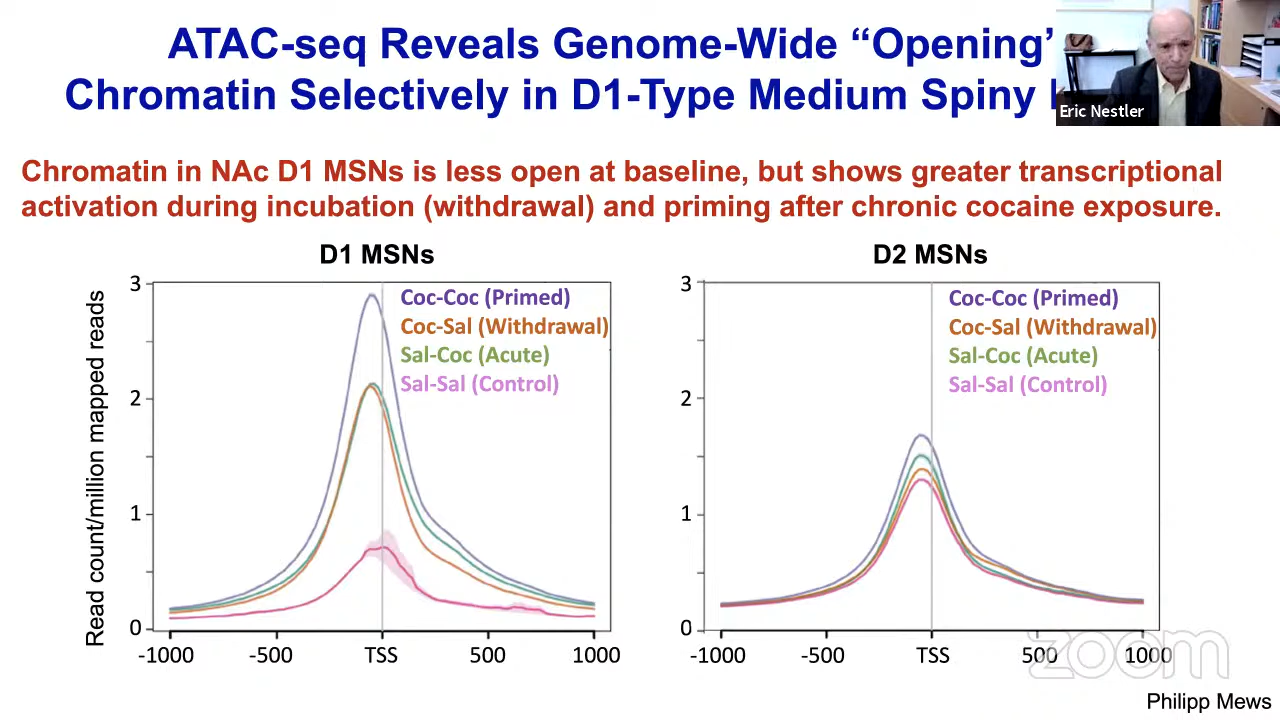 ATAC-seq Reveals Genome-Wide “Opening’
Chromatin Selectively in D1-Type Medium Spiny
Eric Nestler
Chromatin in NAc D1 MSNs is less open at baseline, but shows greater transcriptional
activation during incubation (withdrawal) and priming after chronic cocaine exposure.
D1 MSNs
Read count/million mapped reads
3
2
1
0
Coc-Coc (Primed)
Coc-Sal (Withdrawal)
Sal-Coc (Acute)
Sal-Sal (Control)
-1000 -500 TSS 500 1000
D2 MSNs
3
2
1
0
Coc-Coc (Primed)
Coc-Sal (Withdrawal)
Sal-Coc (Acute)
Sal-Sal (Control)
-1000 -500 TSS 500 1000
zoom
Philipp Mews